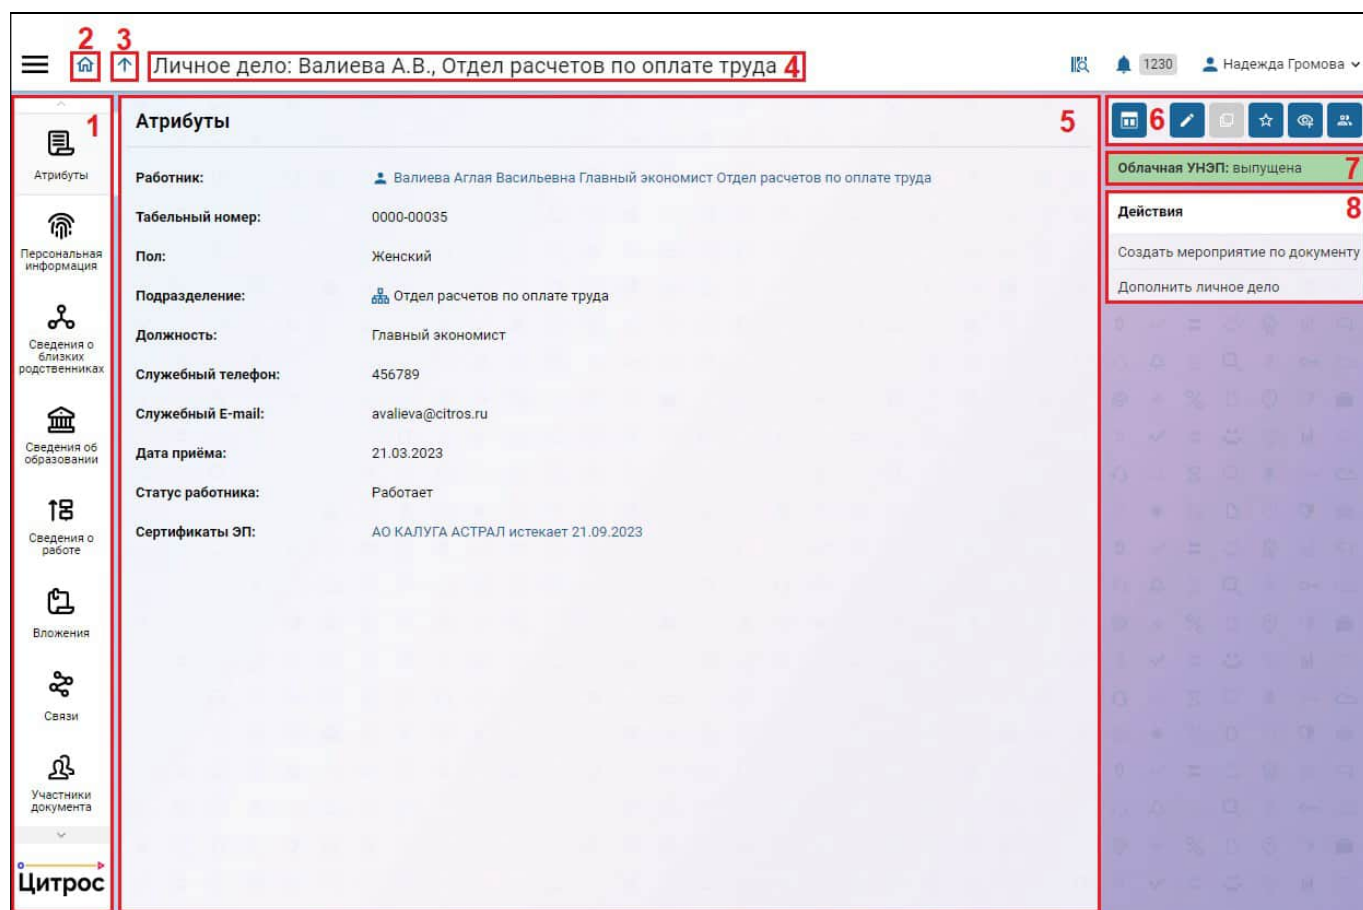 2 3
Личное дело: Валиева А.В., Отдел расчетов по оплате труда 4
1230
Надежда Громова
1
Атрибуты
Персональная
информация
Сведения о
близких
родственниках
Сведения об
образовании
Сведения о
работе
Вложения
Связи
Участники
документа
Цитрос
Атрибуты 5
Работник: Валиева Аглая Васильевна Главный экономист Отдел расчетов по оплате труда
Табельный номер: 0000-00035
Пол: Женский
Подразделение: Отдел расчетов по оплате труда
Должность: Главный экономист
Служебный телефон: 456789
Служебный E-mail: avalieva@citros.ru
Дата приёма: 21.03.2023
Статус работника: Работает
Сертификаты ЭП: АО КАЛУГА АСТРАЛ истекает 21.09.2023
6
Облачная УНЭП: выпущена 7
Действия 8
Создать мероприятие по документу
Дополнить личное дело